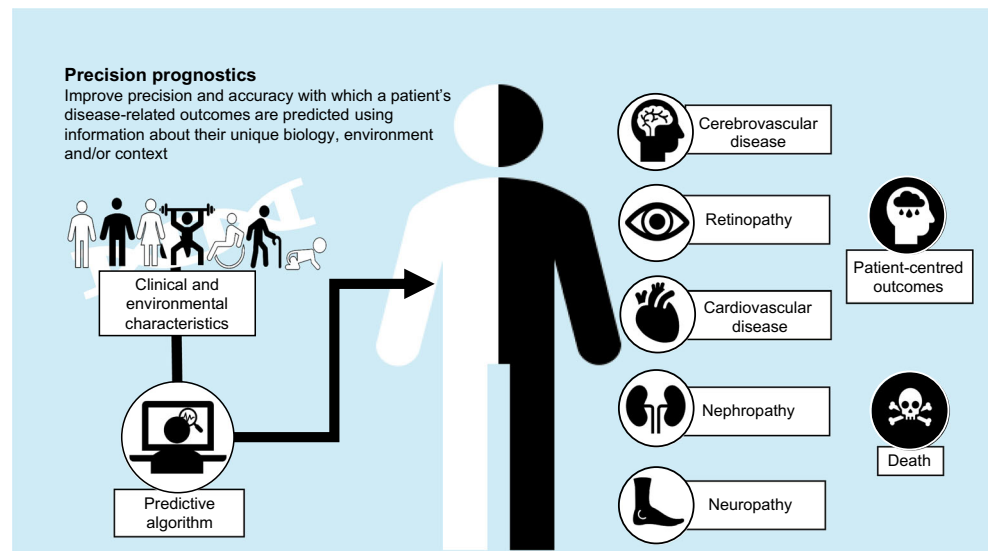 Precision prognostics
Improve precision and accuracy with which a patient's
disease-related outcomes are predicted using
information about their unique biology, environment
and/or context
Clinical and
environmental
characteristics
Predictive
algorithm
Cerebrovascular
disease
Retinopathy
Cardiovascular
disease
Nephropathy
Neuropathy
Patient-centred
outcomes
Death